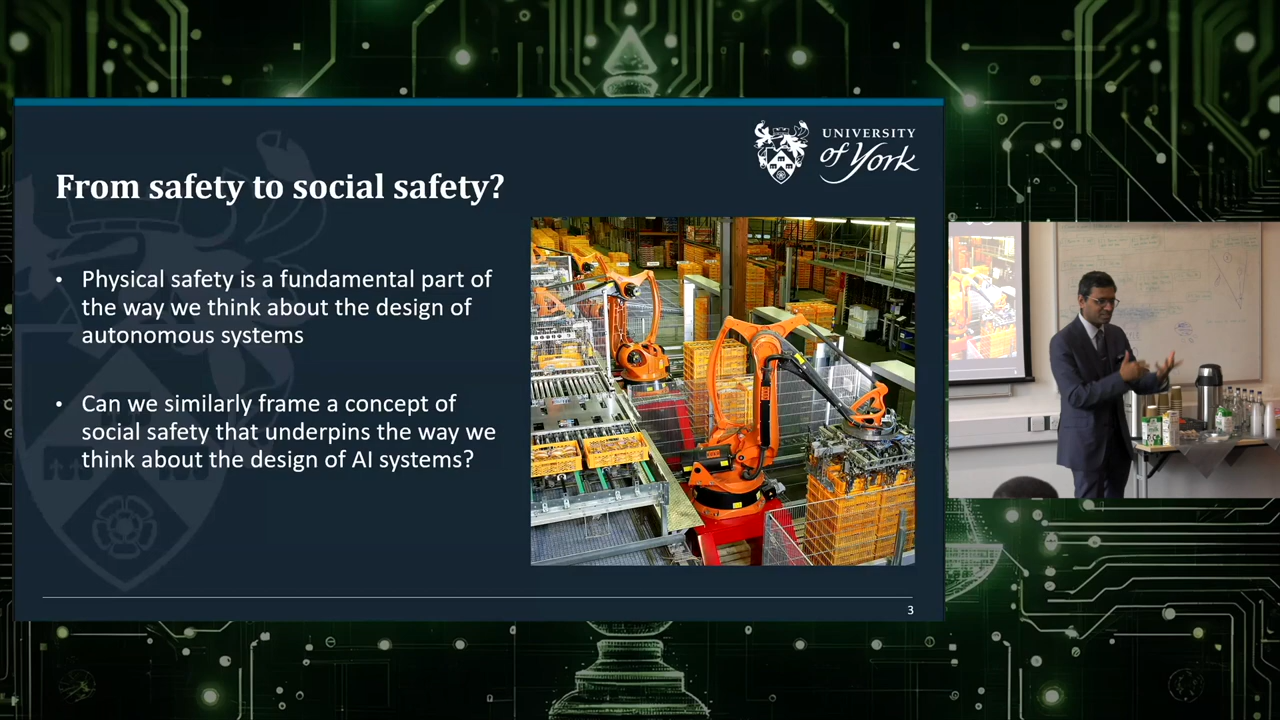 UNIVERSITY
of York
From safety to social safety?
• Physical safety is a fundamental part of
the way we think about the design of
autonomous systems
• Can we similarly frame a concept of
social safety that underpins the way we
think about the design of AI systems?
3